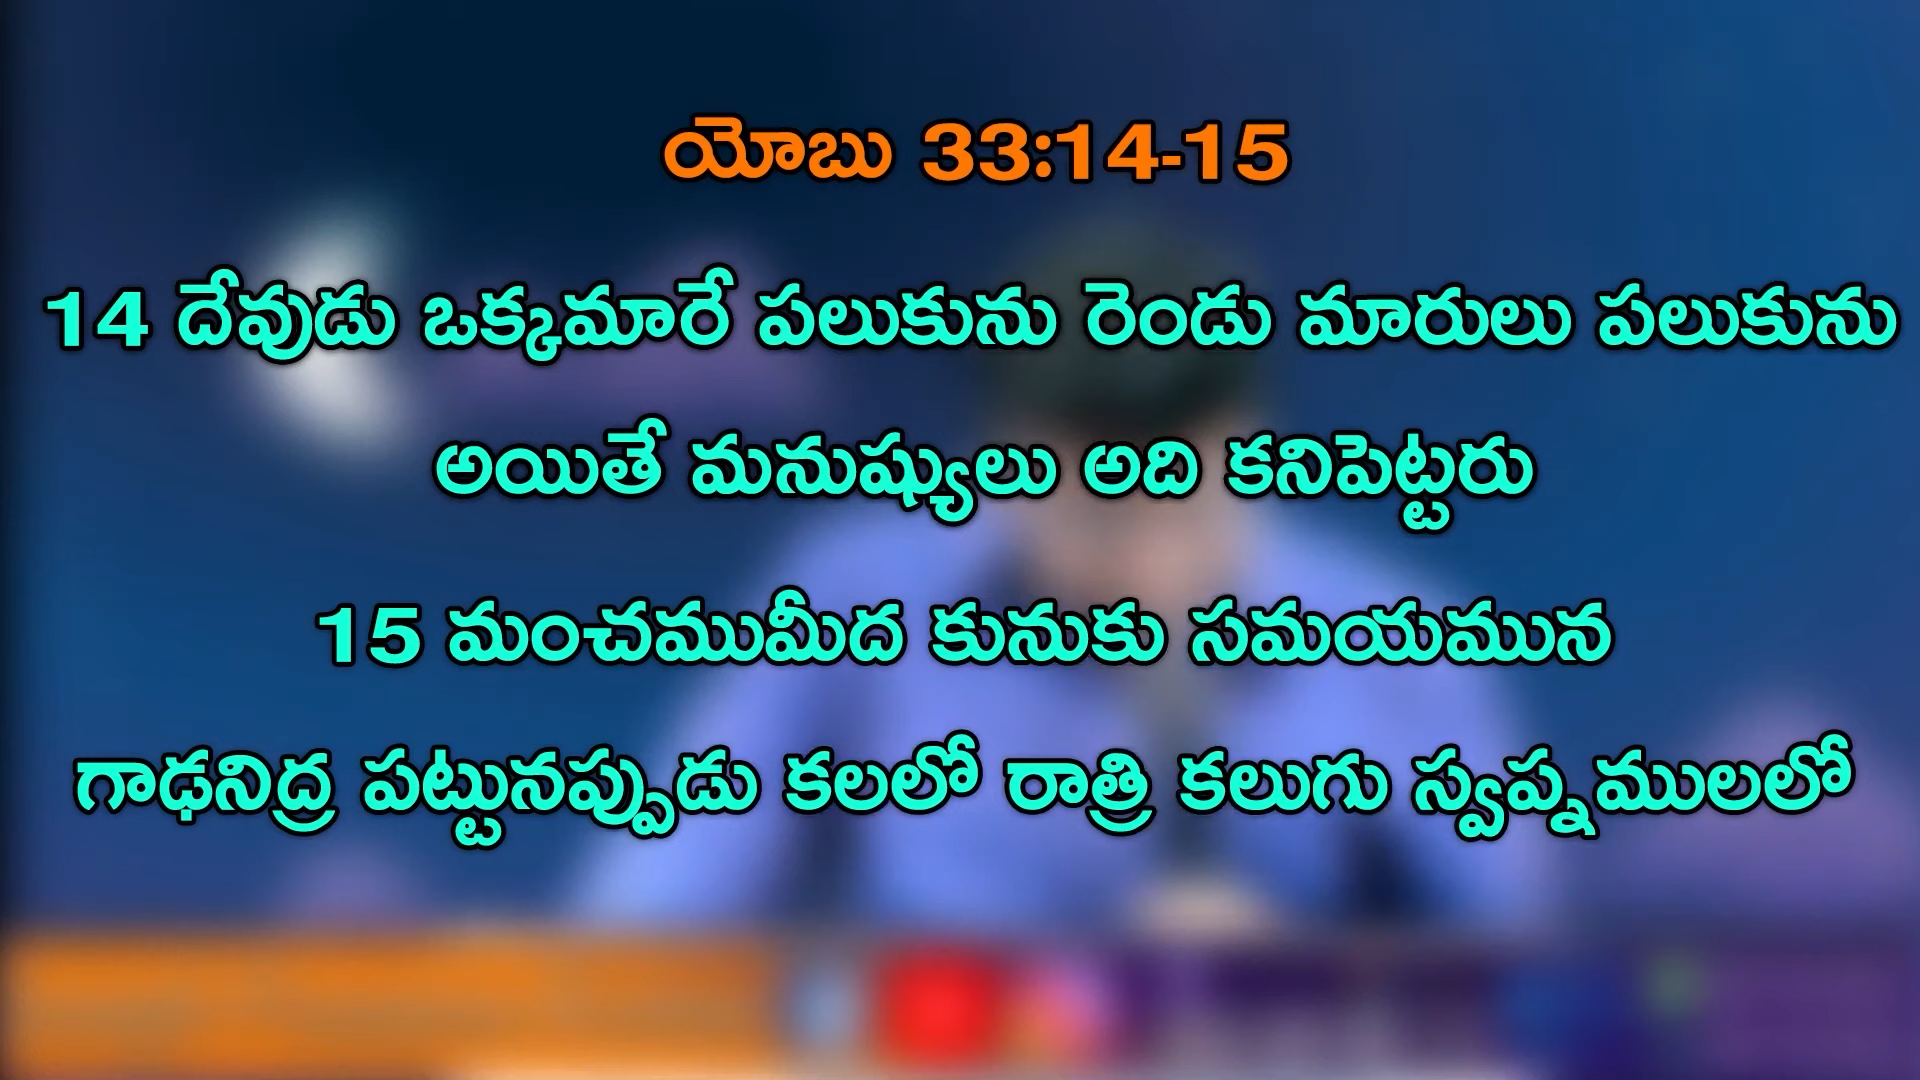 యోబు 33:14-15
14 దేవుడు ఒక్కమారే పలుకును రెండు మారులు పలుకును
అయితే మనుష్యులు అది కనిపెట్టరు
15 మంచముమీద కునుకు సమయమున
గాఢనిద్ర పట్టునప్పుడు కలలో రాత్రి కలుగు స్వప్నములలో